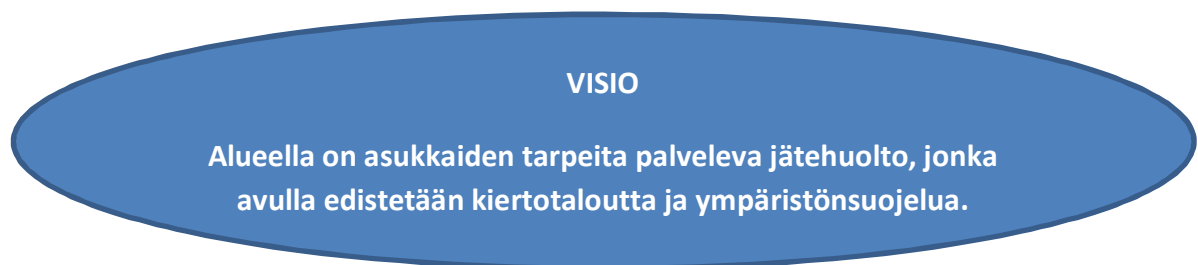 VISIO
Alueella on asukkaiden tarpeita palveleva jätehuolto, jonka
avulla edistetään kiertotaloutta ja ympäristönsuojelua.